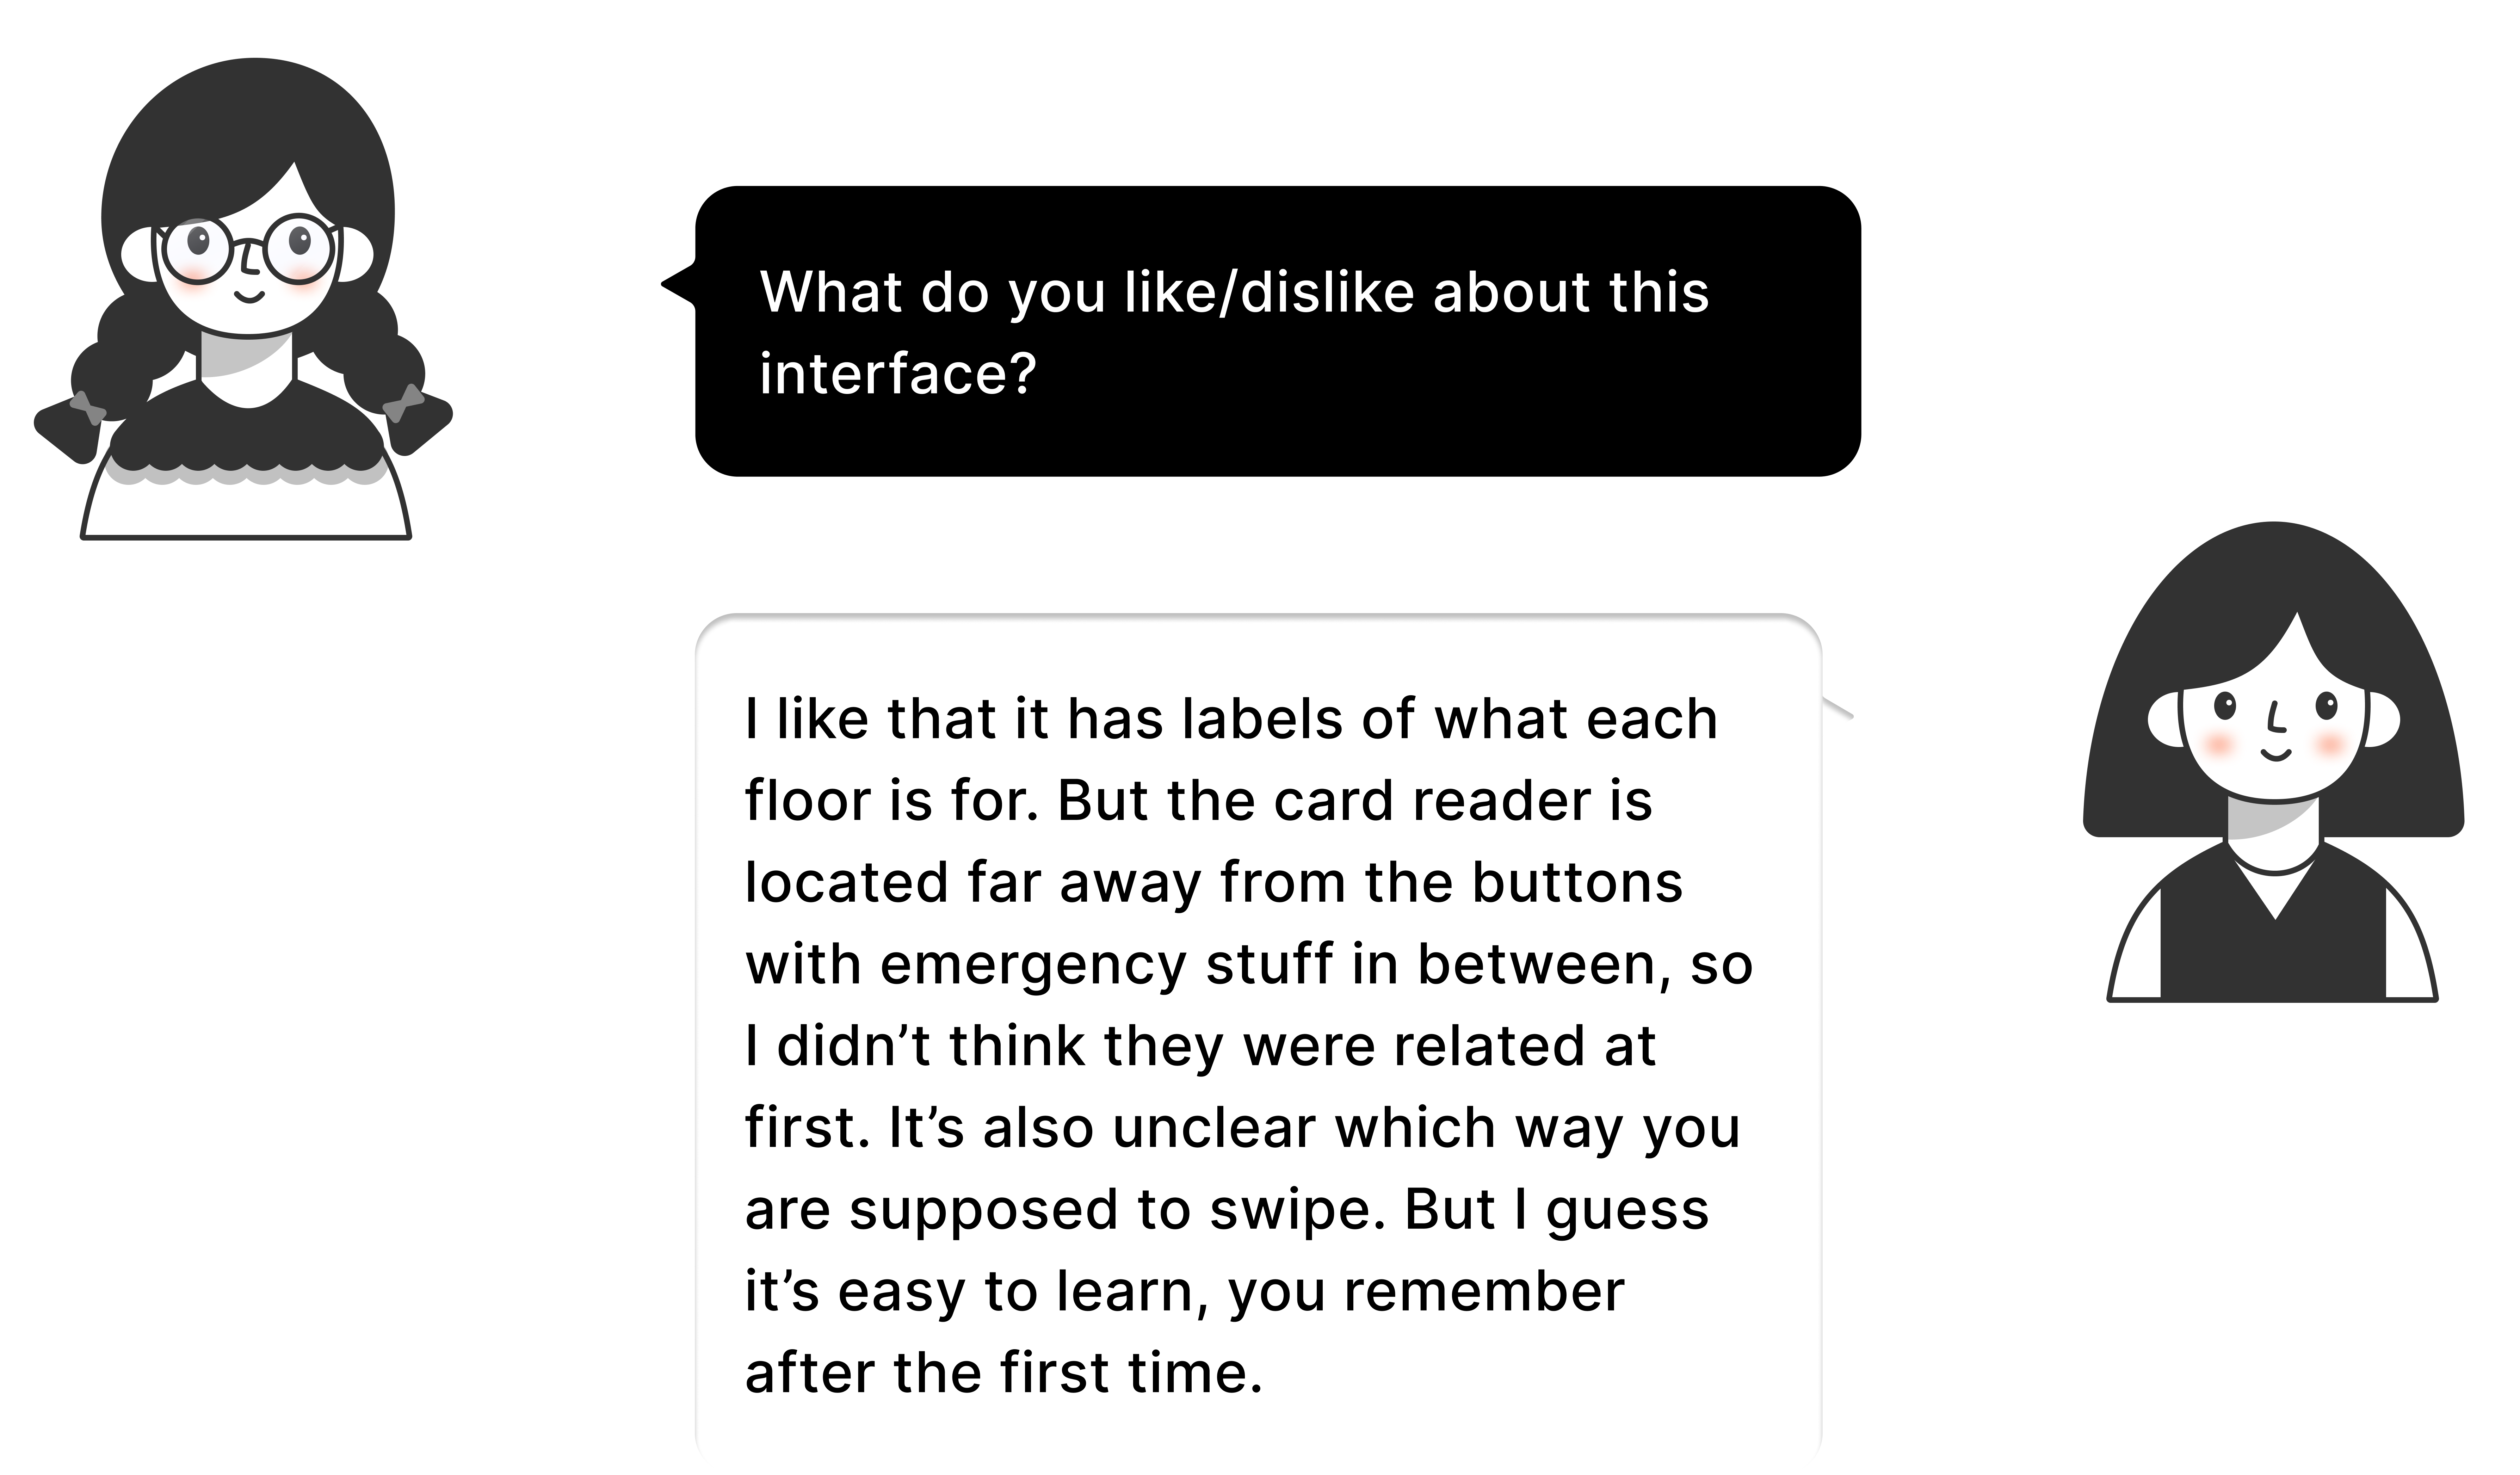 What do you like/dislike about this
interface?
I like that it has labels of what each
floor is for. But the card reader is
located far away from the buttons
with emergency stuff in between, so
I didn’t think they were related at
first. It’s also unclear which way you
are supposed to swipe. But I guess
it’s easy to learn, you remember
after the first time.